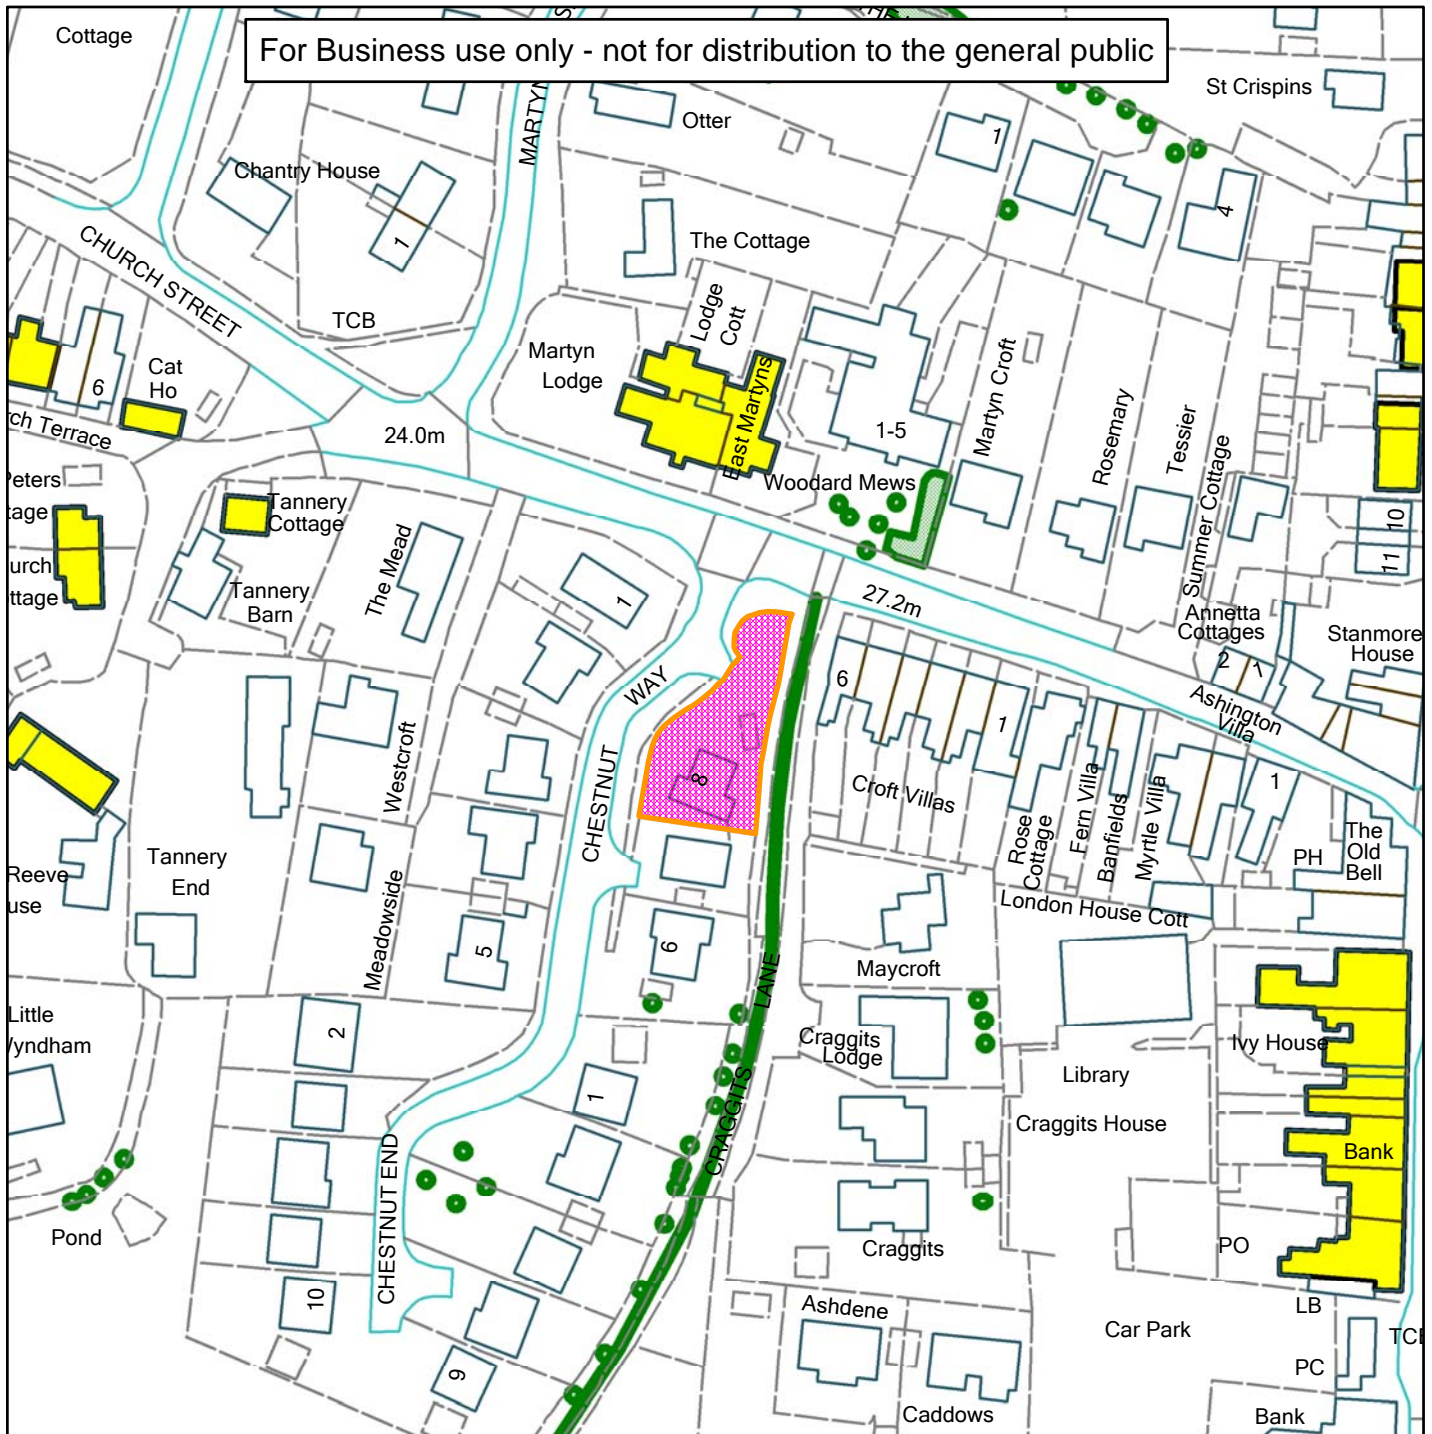 For Business use only - not for distribution to the general public
Cottage
MARTYN
St Crispins
Otter
1
Chantry House
1
4
The Cottage
CHURCH STREET
TCB
Lodge
Cott
Martyn
Lodge
East Martyns
Cat
Ho
6
rch Terrace
24.0m
1-5
Martyn Croft
Rosemary
Tessier
Summer Cottage
Woodard Mews
Peters
tage
Tannery
Cottage
The Mead
10
11
urch
ttage
Tannery
Barn
1
27.2m
Annetta
Cottages
2
1
Stanmore
House
WAY
6
1
Ashington
Villa
Westcroft
CHESTNUT
8
Croft Villas
Rose
Cottage
Fern Villa
Banfields
Myrtle Villa
1
PH
The
Old
Bell
Tannery
End
Reeve
use
Meadowside
5
6
London House Cott
Maycroft
Little
Wyndham
2
CRAGGITS LANE
Craggits
Lodge
Ivy House
Library
Craggits House
1
Bank
CHESTNUT END
Pond
Craggits
PO
10
Ashdene
LB
Car Park
9
PC
Caddows
Bank